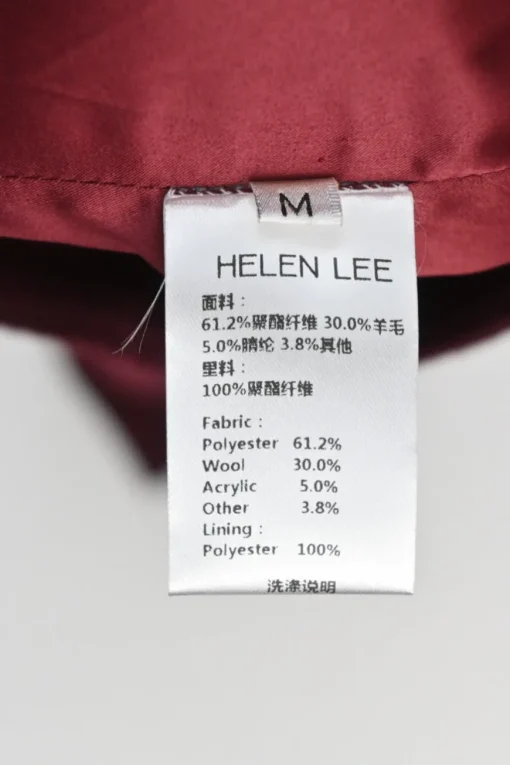 M
HELEN LEE
面料：
61.2%聚酯纤维 30.0%羊毛
5.0%腈纶 3.8%其他
里料：
100%聚酯纤维
Fabric :
Polyester 61.2%
Wool 30.0%
Acrylic 5.0%
Other 3.8%
Lining :
Polyester 100%
洗涤说明